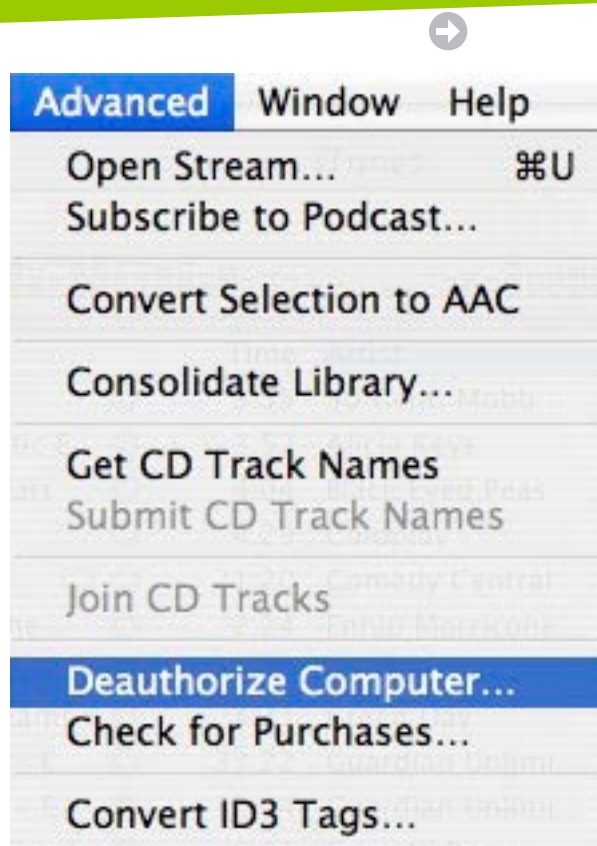 Advanced Window Help
Open Stream... ⌘U
Subscribe to Podcast...
Convert Selection to AAC
Consolidate Library...
Get CD Track Names
Submit CD Track Names
Join CD Tracks
Deauthorize Computer...
Check for Purchases...
Convert ID3 Tags...